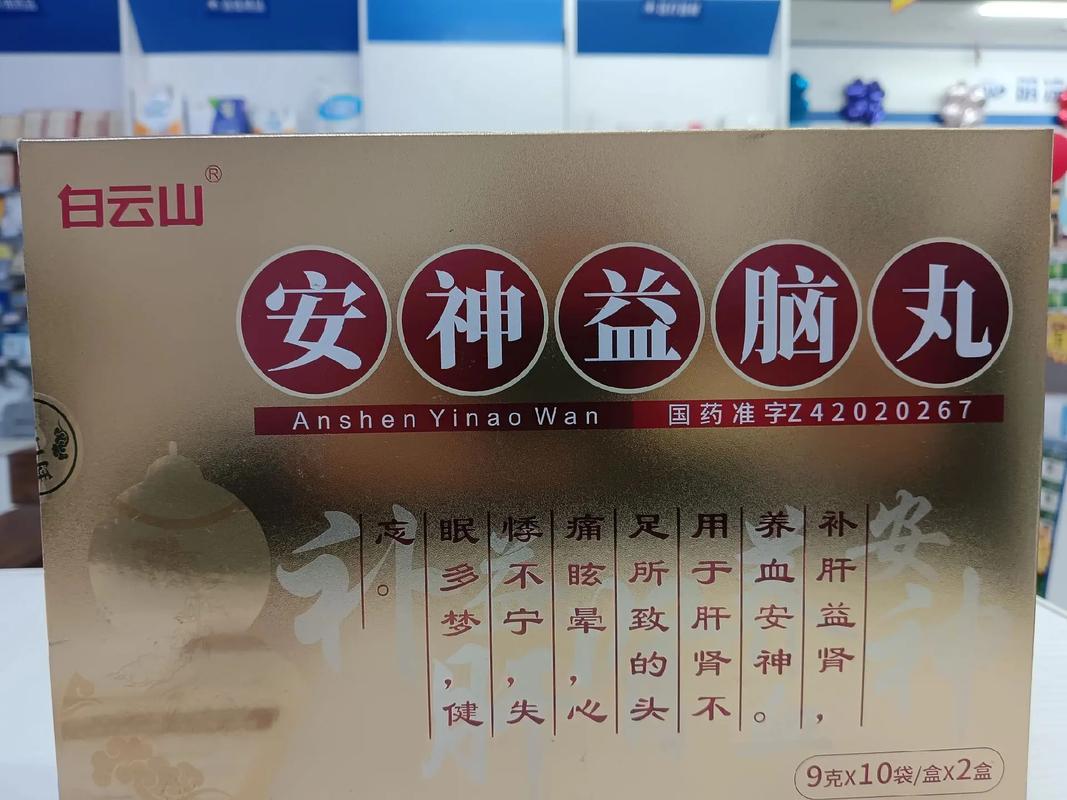 白云山®
安神益脑丸
Anshen Yinao Wan 国药准字Z42020267
补肝益肾，
养血安神。
用于肝肾不
足所致的头
痛眩晕，心
悸不宁，失
眠多梦，健
忘。
9克X10袋/盒X2盒